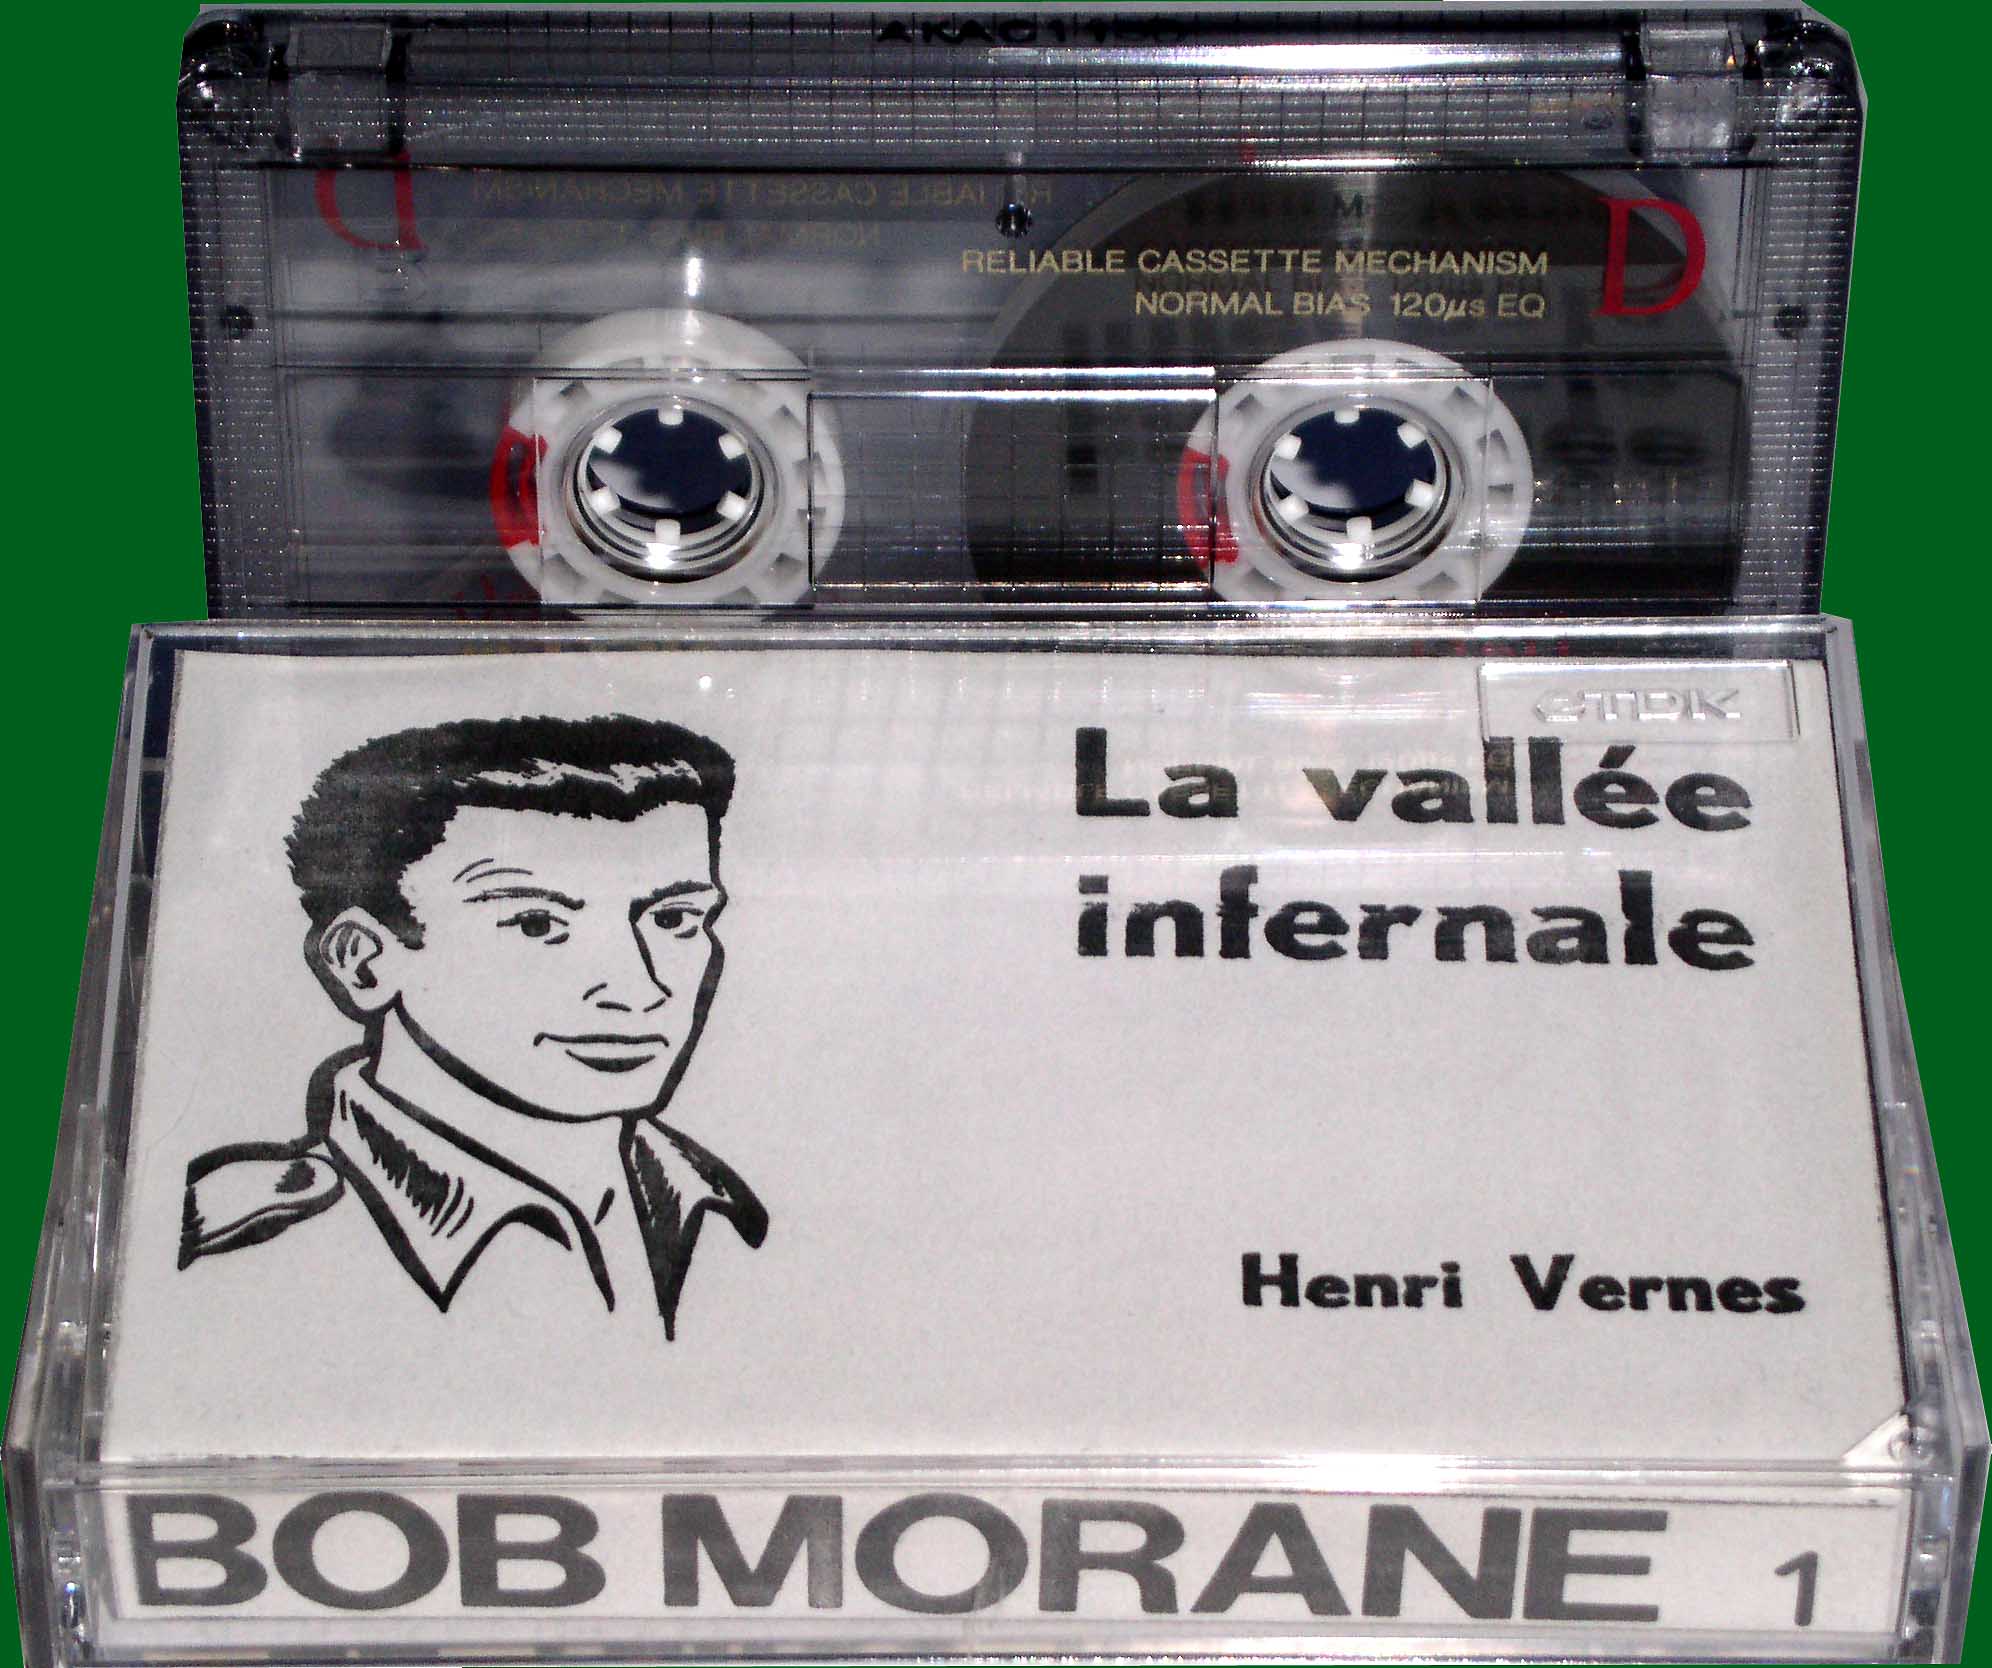 RELIABLE CASSETTE MECHANISM
NORMAL BIAS 120µs EQ
D
TDK
La vallée
infernale
Henri Vernes
BOB MORANE 1